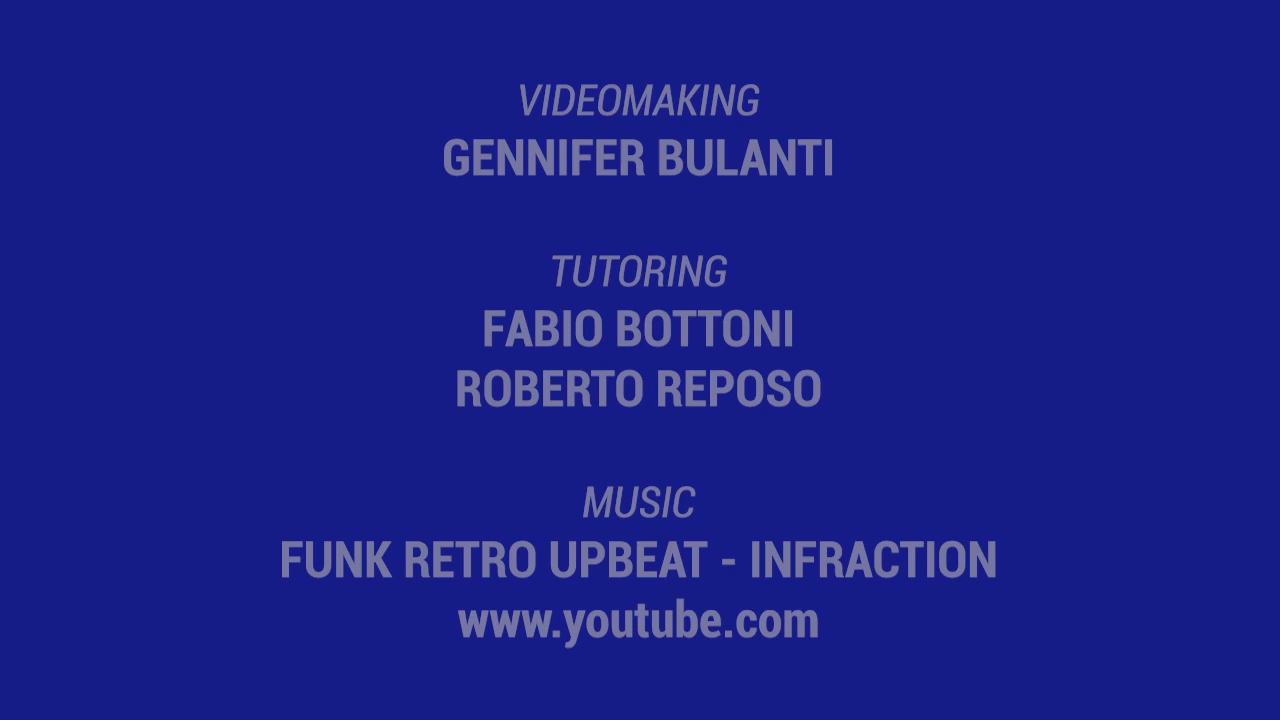 VIDEOMAKING
GENNIFER BULANTI
TUTORING
FABIO BOTTONI
ROBERTO REPOSO
MUSIC
FUNK RETRO UPBEAT - INFRACTION
www.youtube.com